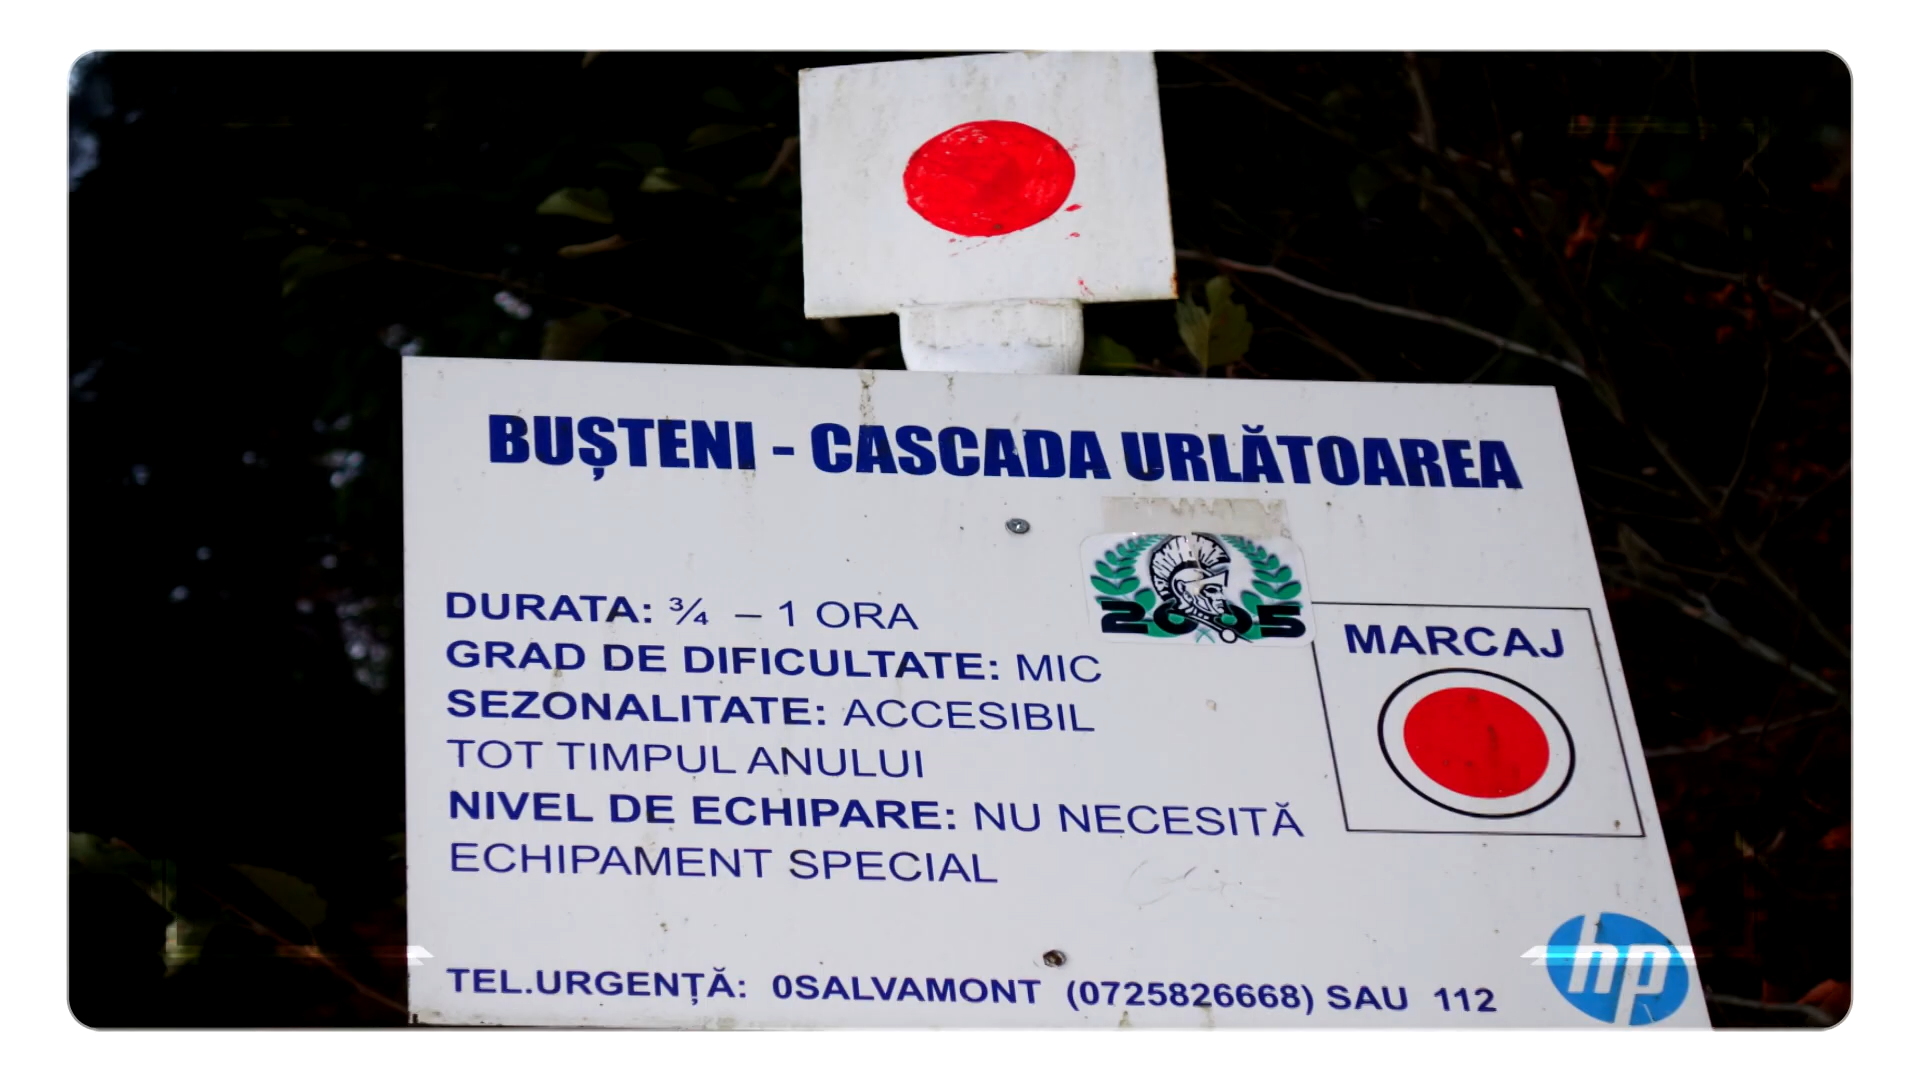 BUȘTENI - CASCADA URLĂTOAREA
2005
DURATA: ¾ – 1 ORA
GRAD DE DIFICULTATE: MIC
SEZONALITATE: ACCESIBIL
TOT TIMPUL ANULUI
NIVEL DE ECHIPARE: NU NECESITĂ
ECHIPAMENT SPECIAL
MARCAJ
TEL.URGENȚĂ: 0SALVAMONT (0725826668) SAU 112
hp